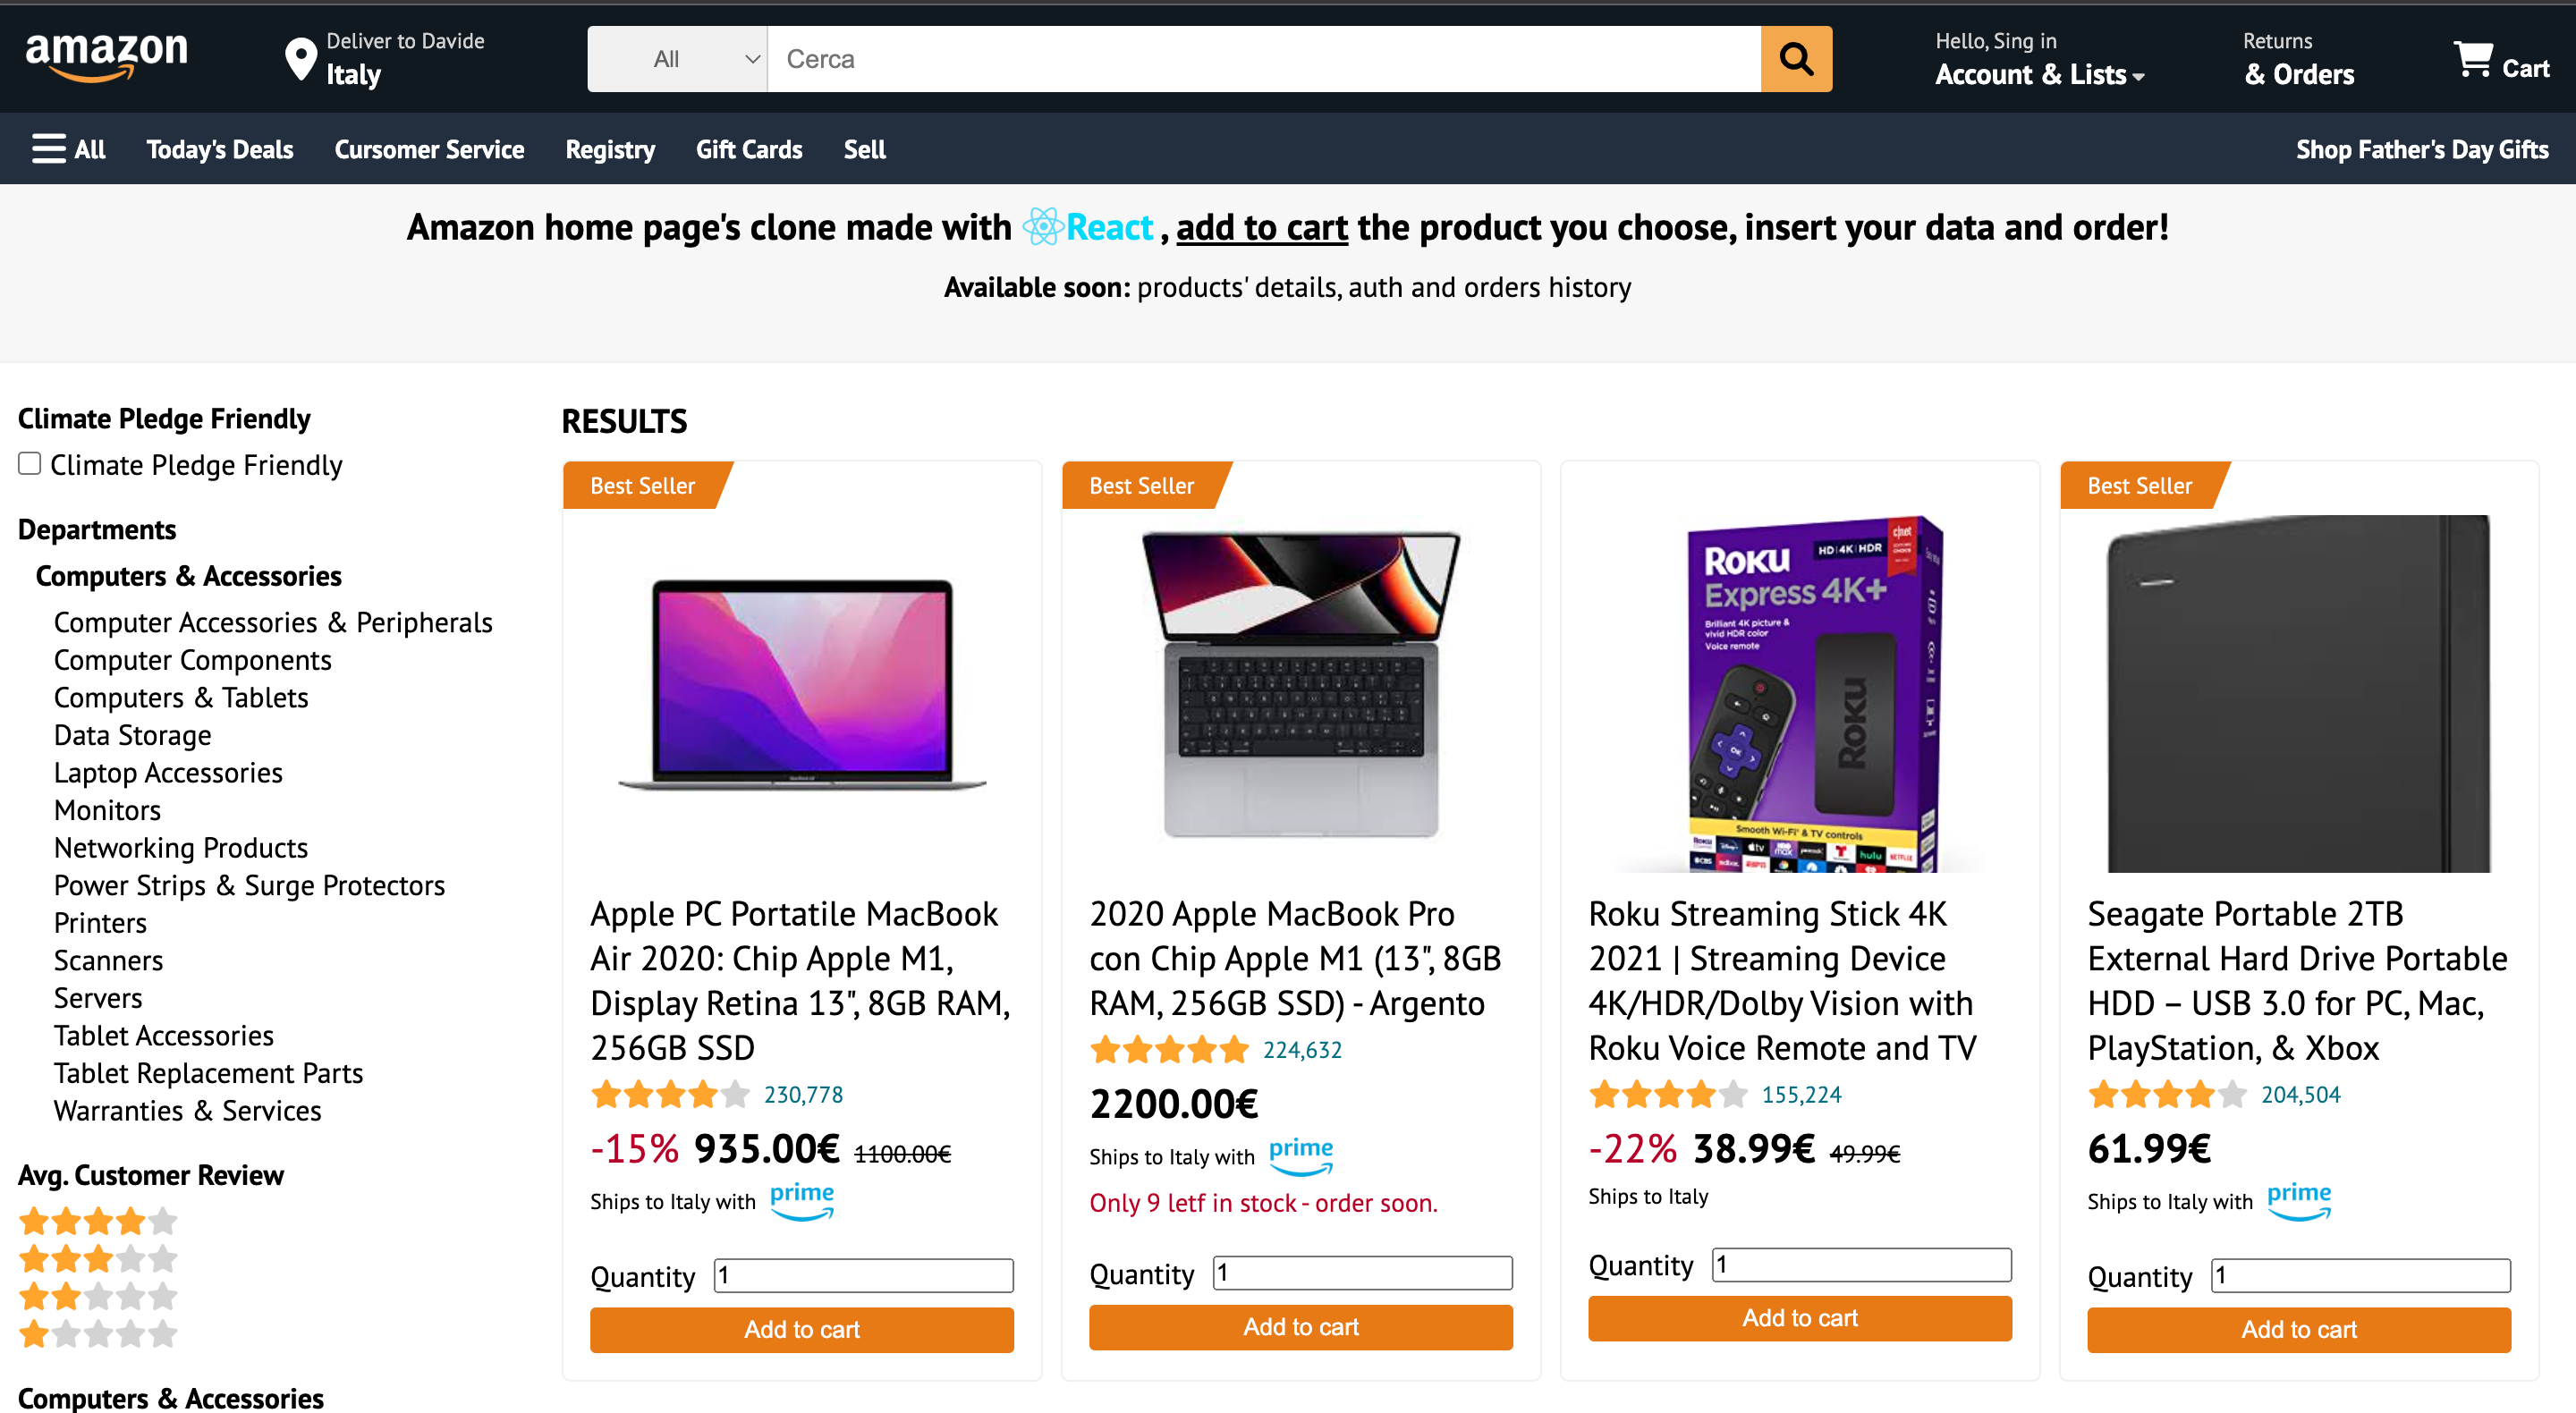 amazon
Deliver to Davide
Italy
All
Cerca
Hello, Sing in
Account & Lists
Returns
& Orders
Cart
All
Today's Deals
Cursomer Service
Registry
Gift Cards
Sell
Shop Father's Day Gifts
Amazon home page's clone made with React , add to cart the product you choose, insert your data and order!
Available soon: products' details, auth and orders history
Climate Pledge Friendly
Climate Pledge Friendly
Departments
Computers & Accessories
Computer Accessories & Peripherals
Computer Components
Computers & Tablets
Data Storage
Laptop Accessories
Monitors
Networking Products
Power Strips & Surge Protectors
Printers
Scanners
Servers
Tablet Accessories
Tablet Replacement Parts
Warranties & Services
Avg. Customer Review
Computers & Accessories
RESULTS
Best Seller
Apple PC Portatile MacBook
Air 2020: Chip Apple M1,
Display Retina 13", 8GB RAM,
256GB SSD
230,778
-15% 935.00€ 1100.00€
Ships to Italy with prime
Quantity 1
Add to cart
Best Seller
2020 Apple MacBook Pro
con Chip Apple M1 (13", 8GB
RAM, 256GB SSD) - Argento
224,632
2200.00€
Ships to Italy with prime
Only 9 letf in stock - order soon.
Quantity 1
Add to cart
Roku
Express 4K+
HD 4K HDR
c|net
Brilliant 4K picture &
vivid HDR color
Voice remote
OK
Roku
Smooth Wi-Fi® & TV controls
hulu
NETFLIX
Roku Streaming Stick 4K
2021 | Streaming Device
4K/HDR/Dolby Vision with
Roku Voice Remote and TV
155,224
-22% 38.99€ 49.99€
Ships to Italy
Quantity 1
Add to cart
Best Seller
Seagate Portable 2TB
External Hard Drive Portable
HDD – USB 3.0 for PC, Mac,
PlayStation, & Xbox
204,504
61.99€
Ships to Italy with prime
Quantity 1
Add to cart